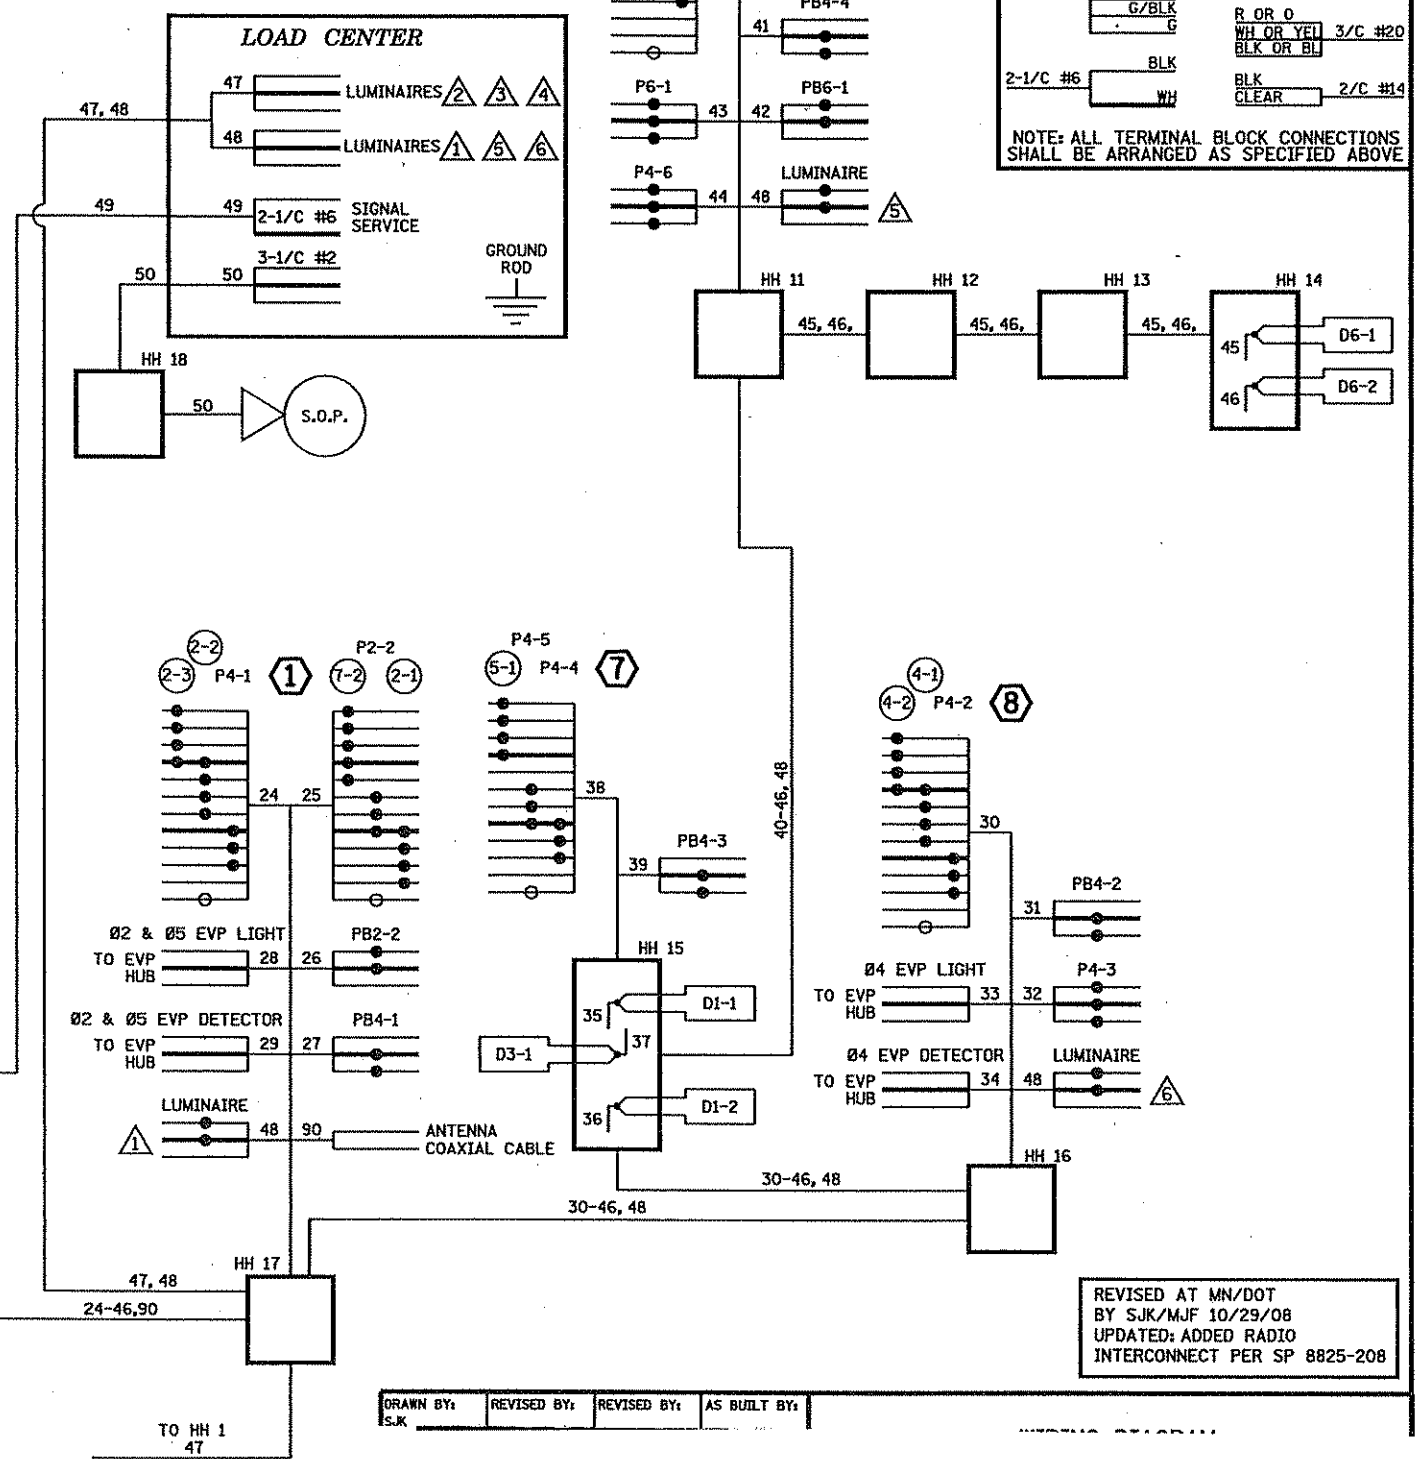 LOAD CENTER
47
LUMINAIRES 2 3 4
47, 48
48
LUMINAIRES 1 5 6
49
49
2-1/C #6
SIGNAL
SERVICE
3-1/C #2
50
50
GROUND
ROD
HH 18
50
S.O.P.
PB4-4
41
P6-1
43
42
PB6-1
P4-6
44
48
LUMINAIRE
5
G/BLK
G
R OR O
WH OR YEL
BLK OR BL
3/C #20
2-1/C #6
BLK
WH
BLK
CLEAR
2/C #14
NOTE: ALL TERMINAL BLOCK CONNECTIONS
SHALL BE ARRANGED AS SPECIFIED ABOVE
HH 11
HH 12
HH 13
HH 14
45, 46,
45, 46,
45, 46,
45
D6-1
46
D6-2
40-46, 48
2-2
2-3
P4-1
1
P2-2
7-2
2-1
24
25
Ø2 & Ø5 EVP LIGHT
TO EVP
HUB
28
26
PB2-2
Ø2 & Ø5 EVP DETECTOR
TO EVP
HUB
29
27
PB4-1
LUMINAIRE
1
48
90
ANTENNA
COAXIAL CABLE
P4-5
5-1
P4-4
7
38
39
PB4-3
HH 15
35
D1-1
D3-1
37
36
D1-2
4-1
4-2
P4-2
8
30
31
PB4-2
Ø4 EVP LIGHT
TO EVP
HUB
33
32
P4-3
Ø4 EVP DETECTOR
TO EVP
HUB
34
48
LUMINAIRE
6
HH 16
30-46, 48
30-46, 48
HH 17
47, 48
24-46,90
TO HH 1
47
REVISED AT MN/DOT
BY SJK/MJF 10/29/08
UPDATED: ADDED RADIO
INTERCONNECT PER SP 8825-208
DRAWN BY:
SJK
REVISED BY:
REVISED BY:
AS BUILT BY: